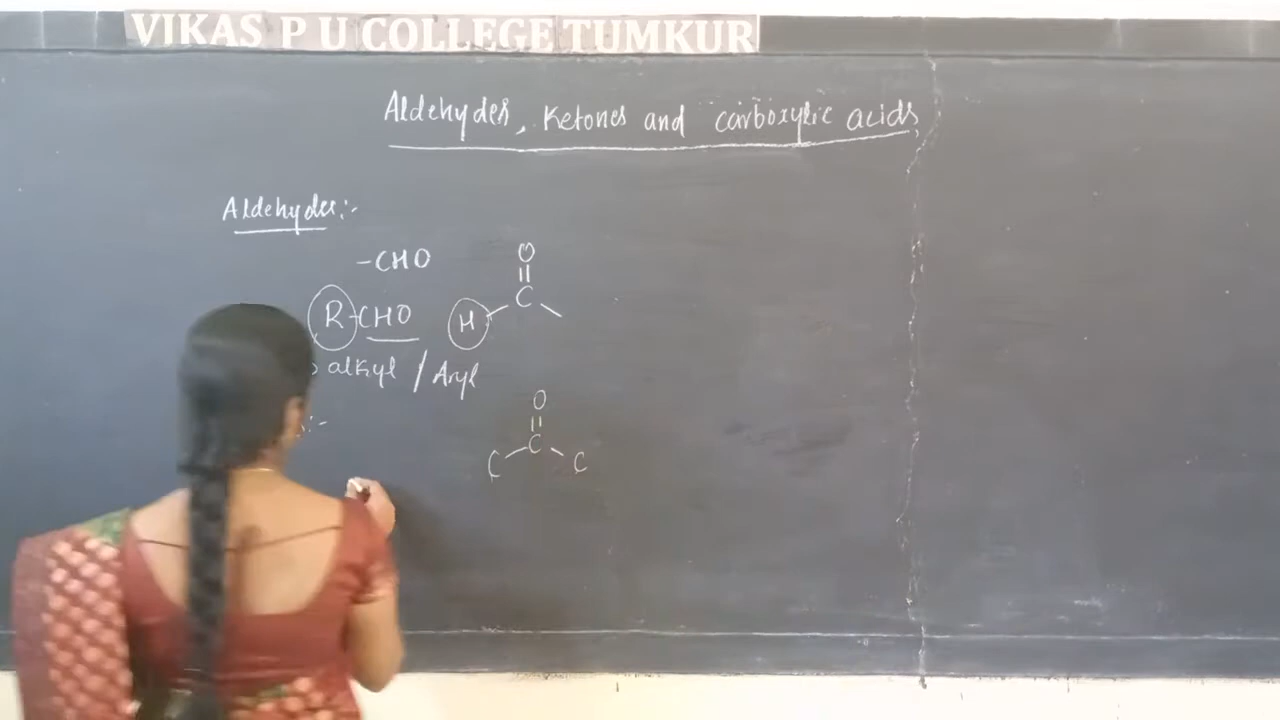 VIKAS P U COLLEGE TUMKUR
Aldehydes, Ketones and carboxylic acids
Aldehydes:-
-CHO
R-CHO
alkyl / Aryl
O
||
C
H
O
||
C
C C